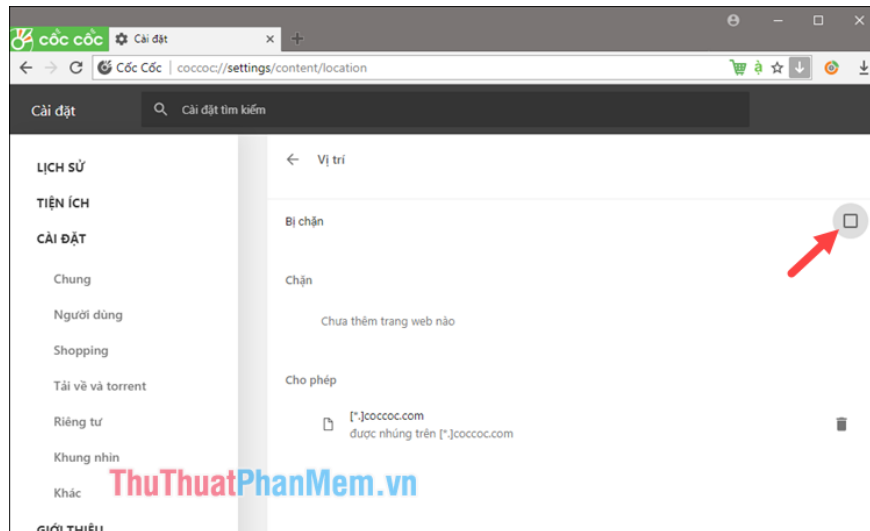 cốc cốc Cài đặt
Cốc Cốc | coccoc://settings/content/location
Cài đặt Cài đặt tìm kiếm
LỊCH SỬ
TIỆN ÍCH
CÀI ĐẶT
Chung
Người dùng
Shopping
Tải về và torrent
Riêng tư
Khung nhìn
Khác
GIỚI THIỆU
Vị trí
Bị chặn
Chặn
Chưa thêm trang web nào
Cho phép
[*.]coccoc.com
được nhúng trên [*.]coccoc.com
ThuThuatPhanMem.vn